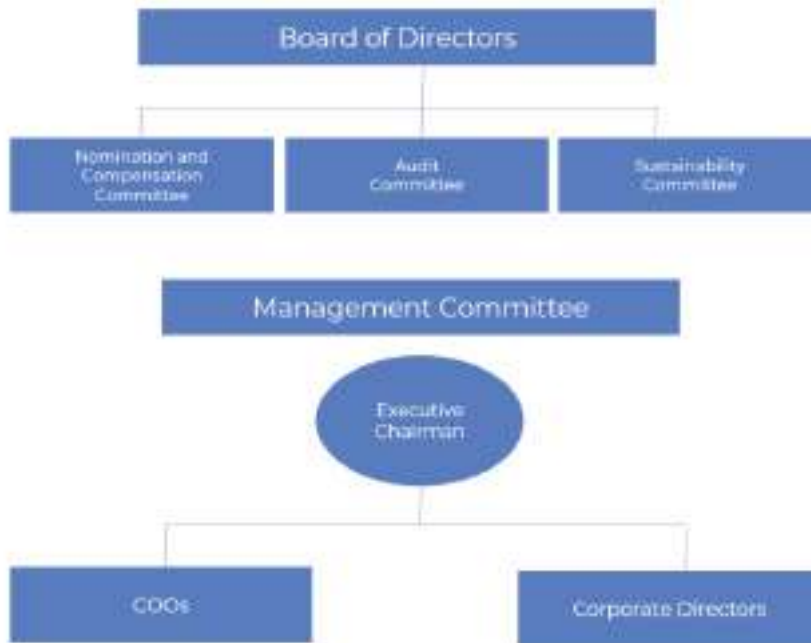 Board of Directors
Nomination and
Compensation
Committee
Audit
Committee
Sustainability
Committee
Management Committee
Executive
Chairman
COOs
Corporate Directors